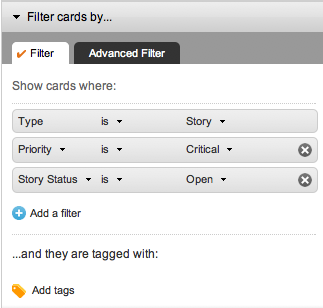 Filter cards by...
Filter Advanced Filter
Show cards where:
Type is Story
Priority is Critical
Story Status is Open
Add a filter
...and they are tagged with:
Add tags